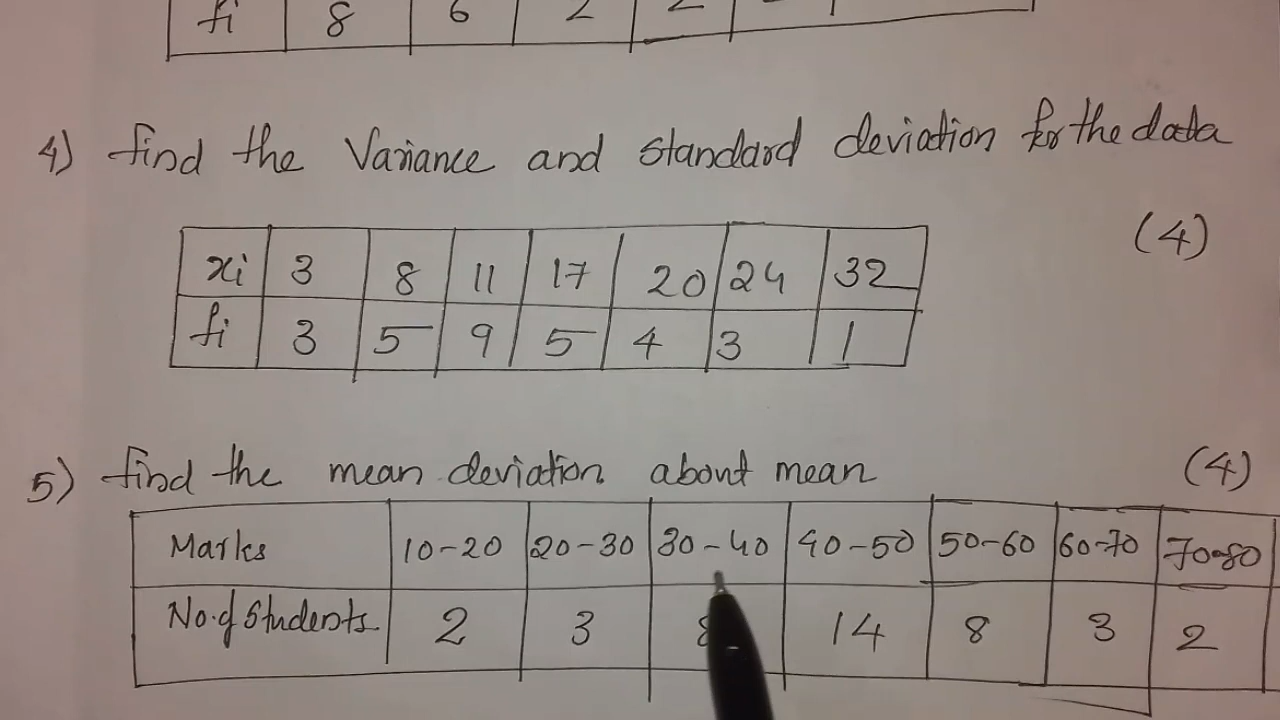 fi 8 6 2 2
4) find the Variance and standard deviation for the data
(4)
xi 3 8 11 17 20 24 32
fi 3 5 9 5 4 3 1
5) find the mean deviation about mean (4)
Marks 10-20 20-30 30-40 40-50 50-60 60-70 70-80
No.of Students 2 3 8 14 8 3 2